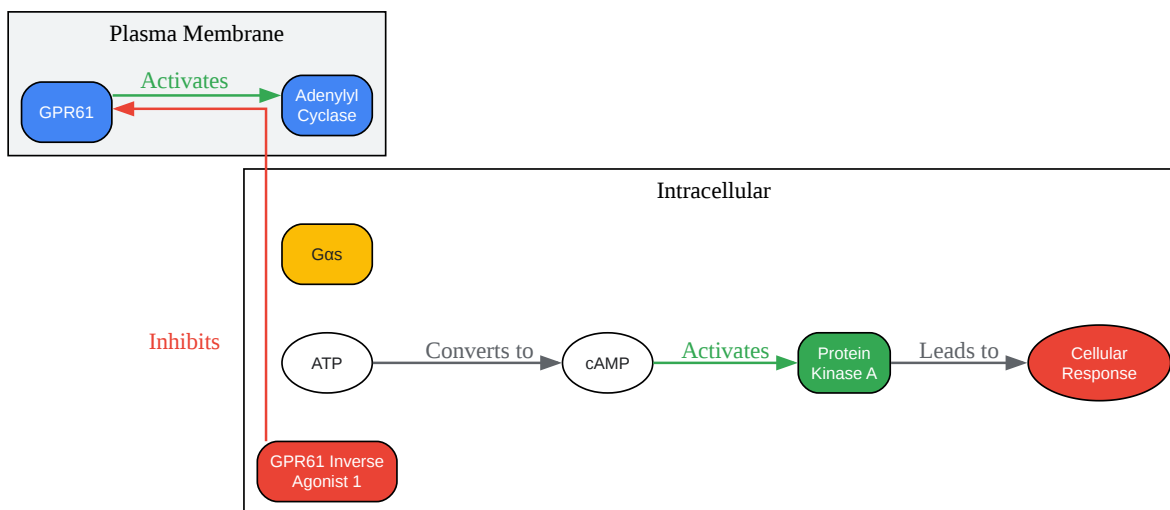 Plasma Membrane
Activates
GPR61
Adenylyl
Cyclase
Intracellular
Gαs
Inhibits
ATP
Converts to
cAMP
Activates
Protein
Kinase A
Leads to
Cellular
Response
GPR61 Inverse
Agonist 1